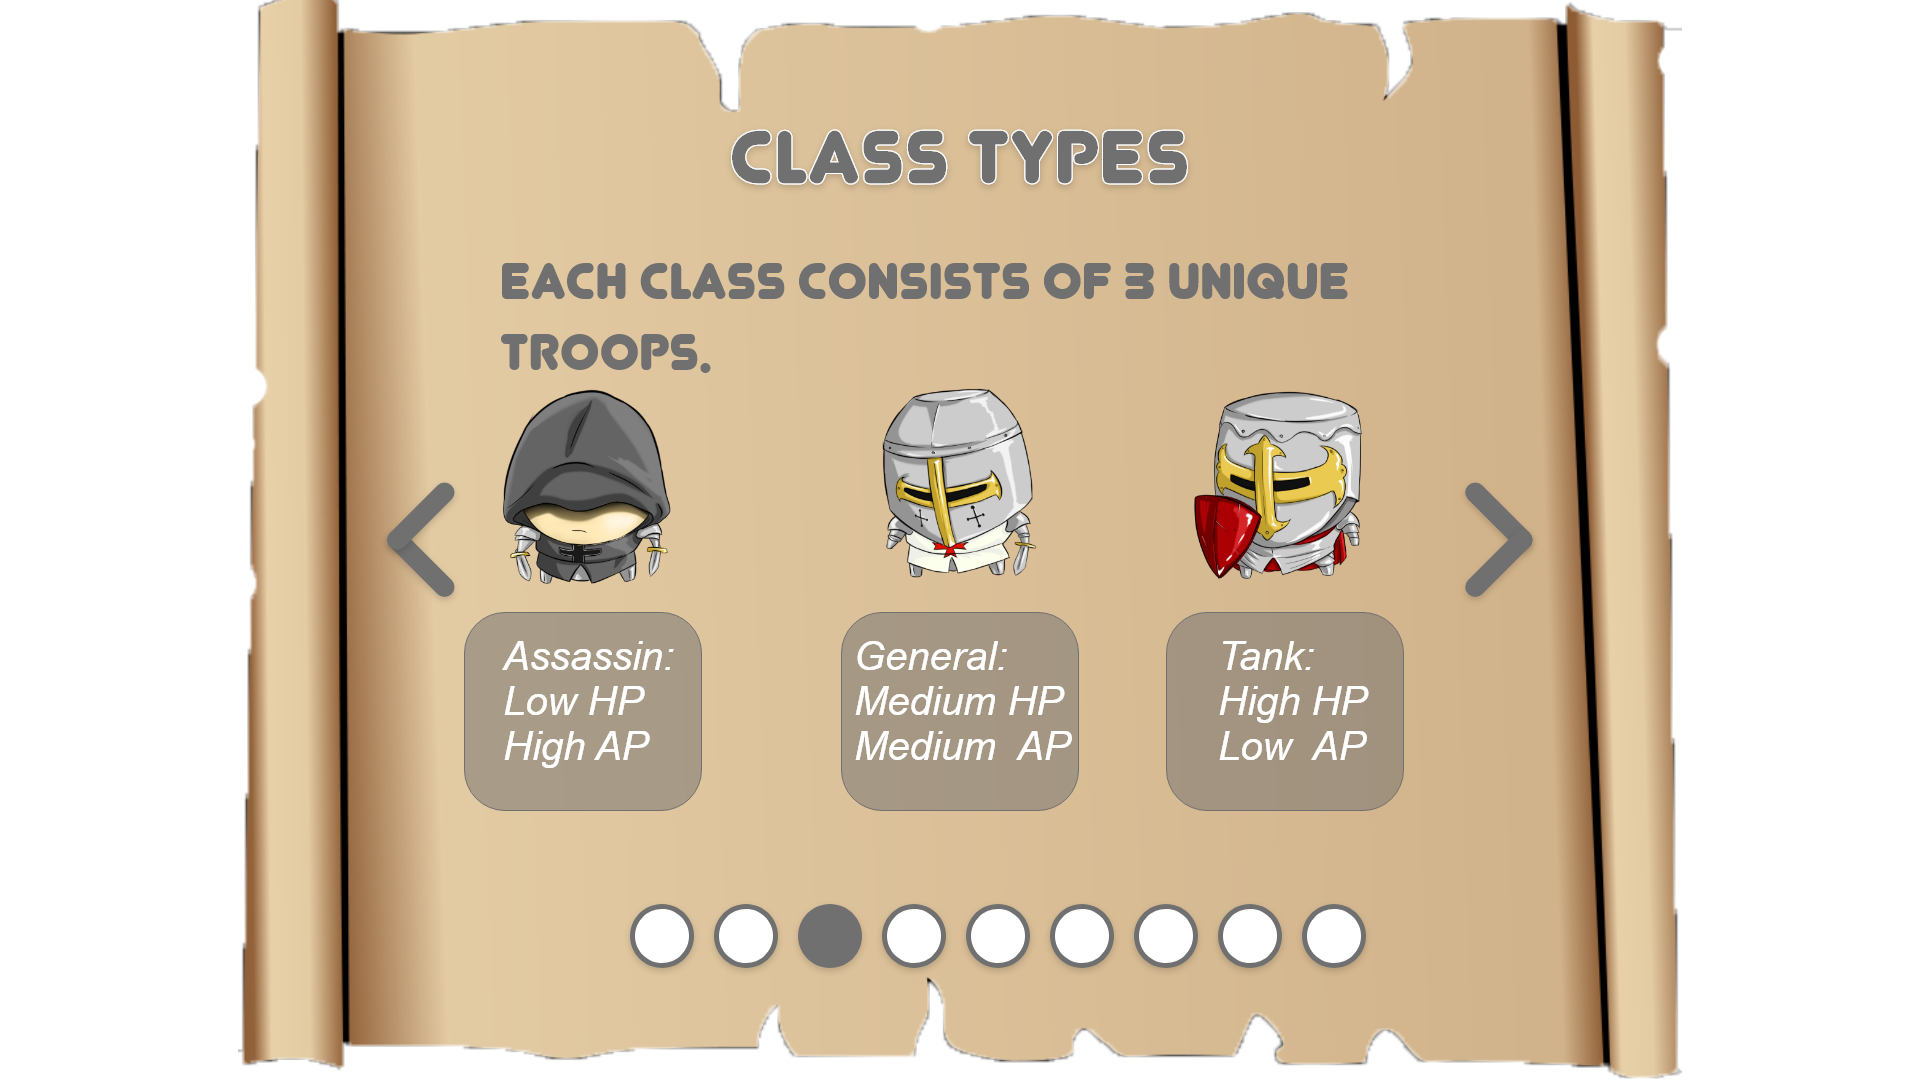 CLASS TYPES
EACH CLASS CONSISTS OF 3 UNIQUE
TROOPS.
Assassin:
Low HP
High AP
General:
Medium HP
Medium  AP
Tank:
High HP
Low  AP